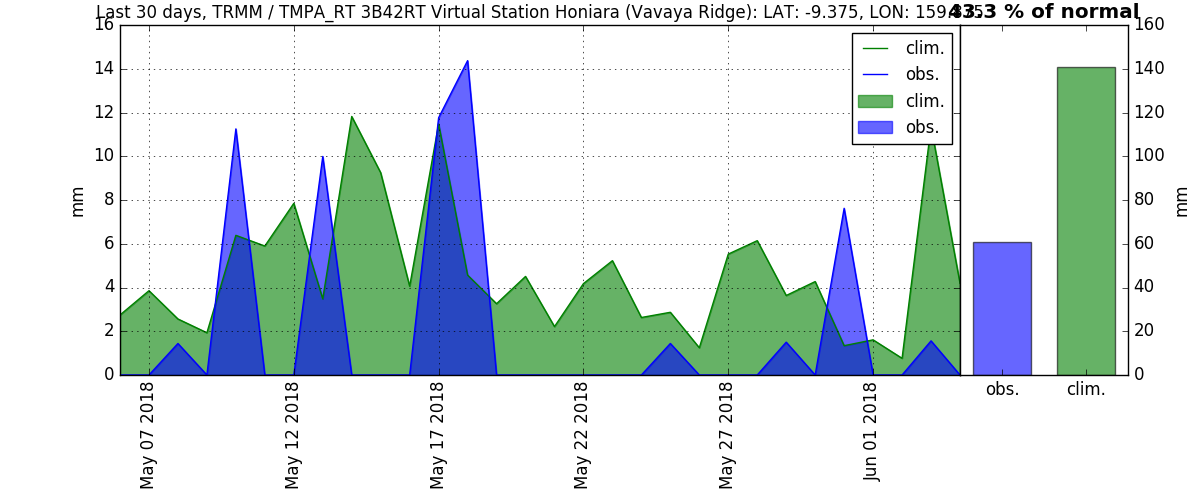 Last 30 days, TRMM / TMPA_RT 3B42RT Virtual Station Honiara (Vavaya Ridge): LAT: -9.375, LON:
43.3 % of normal
16
14
12
10
8
6
4
2
0
mm
clim.
obs.
clim.
obs.
160
140
120
100
80
60
40
20
0
mm
May 07 2018
May 12 2018
May 17 2018
May 22 2018
May 27 2018
Jun 01 2018
obs.
clim.